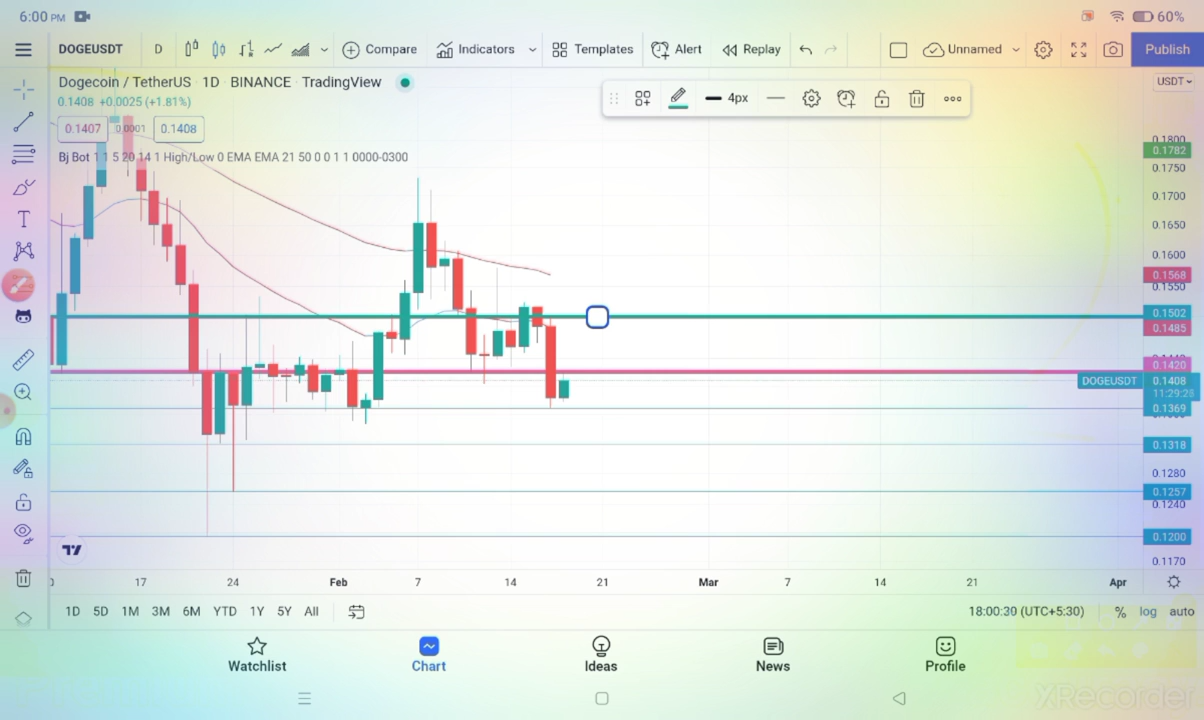 6:00 PM 60%
DOGEUSDT D Compare Indicators Templates Alert Replay Unnamed Publish
Dogecoin / TetherUS · 1D · BINANCE · TradingView
USDT
0.1408 +0.0025 (+1.81%)
0.1407 0.0001 0.1408
4px
Bj Bot 1 1 5 20 14 1 High/Low 0 EMA EMA 21 50 0 0 1 1 0000-0300
0.1800
0.1782
0.1750
0.1700
0.1650
0.1600
0.1568
0.1550
0.1502
0.1485
0.1440
0.1420
DOGEUSDT 0.1408
11:29:28
0.1369
0.1318
0.1280
0.1257
0.1240
0.1200
0.1170
17 24 Feb 7 14 21 Mar 7 14 21 Apr
1D 5D 1M 3M 6M YTD 1Y 5Y All 18:00:30 (UTC+5:30) % log auto
Watchlist Chart Ideas News Profile
XRecorder